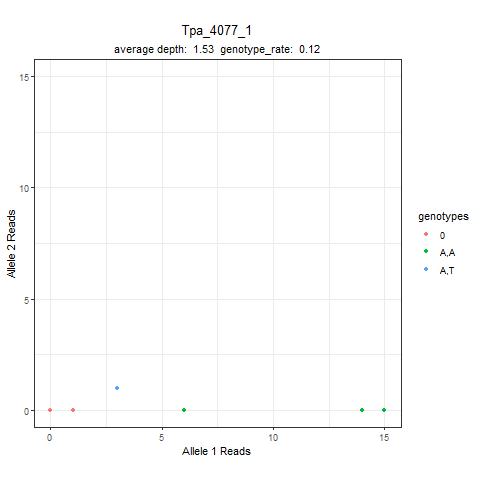 Tpa_4077_1
average depth: 1.53 genotype_rate: 0.12
15
10
5
0
Allele 2 Reads
0 5 10 15
Allele 1 Reads
genotypes
0
A,A
A,T